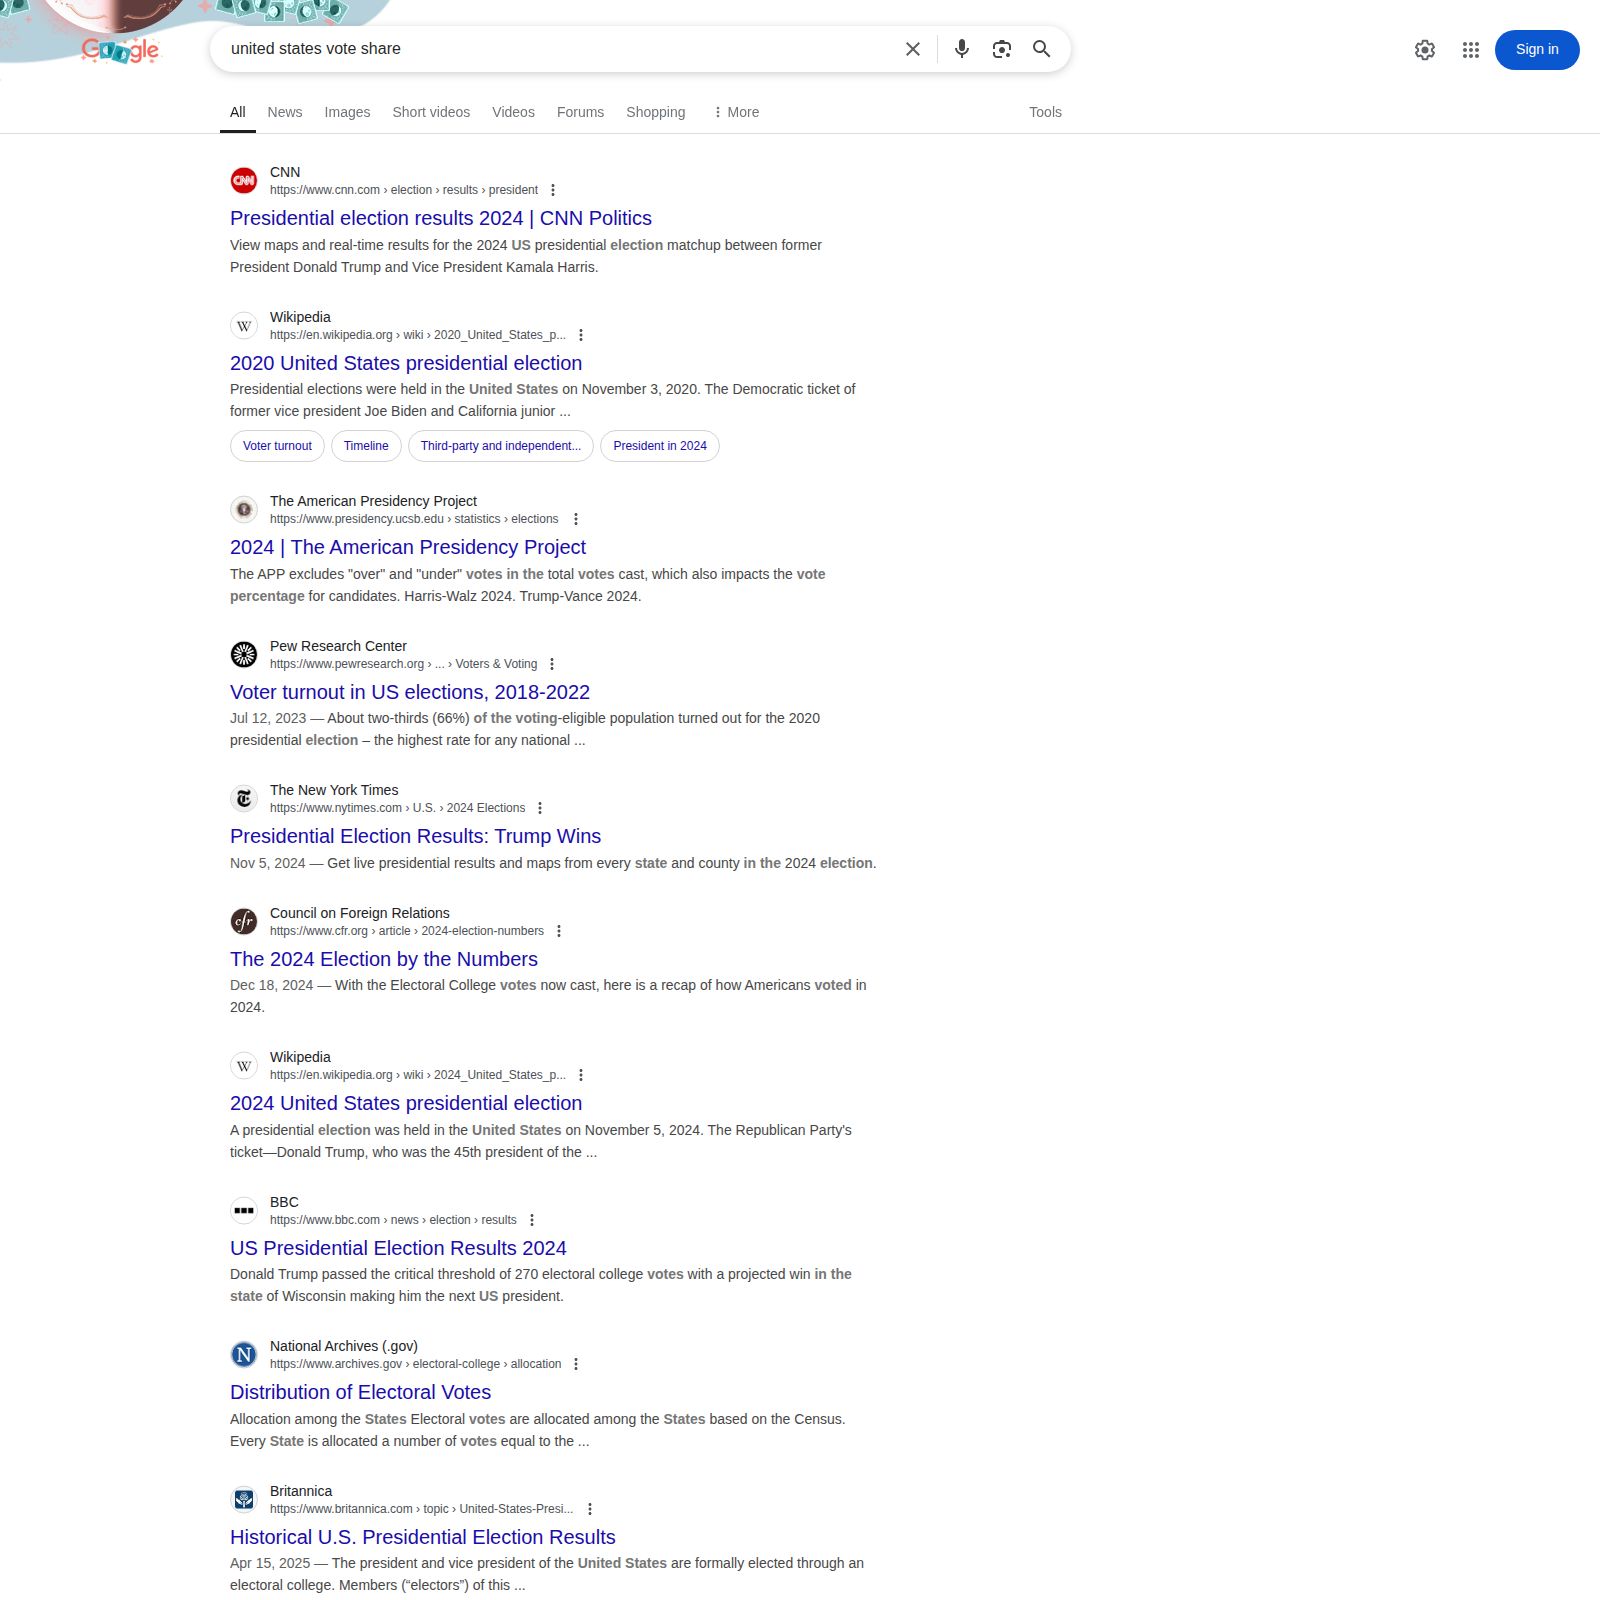 Google
united states vote share
Sign in
All News Images Short videos Videos Forums Shopping More Tools
CNN
CNN
https://www.cnn.com › election › results › president
Presidential election results 2024 | CNN Politics
View maps and real-time results for the 2024 US presidential election matchup between former
President Donald Trump and Vice President Kamala Harris.
W
Wikipedia
https://en.wikipedia.org › wiki › 2020_United_States_p...
2020 United States presidential election
Presidential elections were held in the United States on November 3, 2020. The Democratic ticket of
former vice president Joe Biden and California junior ...
Voter turnout Timeline Third-party and independent... President in 2024
The American Presidency Project
https://www.presidency.ucsb.edu › statistics › elections
2024 | The American Presidency Project
The APP excludes "over" and "under" votes in the total votes cast, which also impacts the vote
percentage for candidates. Harris-Walz 2024. Trump-Vance 2024.
Pew Research Center
https://www.pewresearch.org › ... › Voters & Voting
Voter turnout in US elections, 2018-2022
Jul 12, 2023 — About two-thirds (66%) of the voting-eligible population turned out for the 2020
presidential election – the highest rate for any national ...
T
The New York Times
https://www.nytimes.com › U.S. › 2024 Elections
Presidential Election Results: Trump Wins
Nov 5, 2024 — Get live presidential results and maps from every state and county in the 2024 election.
cfr
Council on Foreign Relations
https://www.cfr.org › article › 2024-election-numbers
The 2024 Election by the Numbers
Dec 18, 2024 — With the Electoral College votes now cast, here is a recap of how Americans voted in
2024.
W
Wikipedia
https://en.wikipedia.org › wiki › 2024_United_States_p...
2024 United States presidential election
A presidential election was held in the United States on November 5, 2024. The Republican Party's
ticket—Donald Trump, who was the 45th president of the ...
BBC
https://www.bbc.com › news › election › results
US Presidential Election Results 2024
Donald Trump passed the critical threshold of 270 electoral college votes with a projected win in the
state of Wisconsin making him the next US president.
N
National Archives (.gov)
https://www.archives.gov › electoral-college › allocation
Distribution of Electoral Votes
Allocation among the States Electoral votes are allocated among the States based on the Census.
Every State is allocated a number of votes equal to the ...
Britannica
https://www.britannica.com › topic › United-States-Presi...
Historical U.S. Presidential Election Results
Apr 15, 2025 — The president and vice president of the United States are formally elected through an
electoral college. Members (“electors”) of this ...